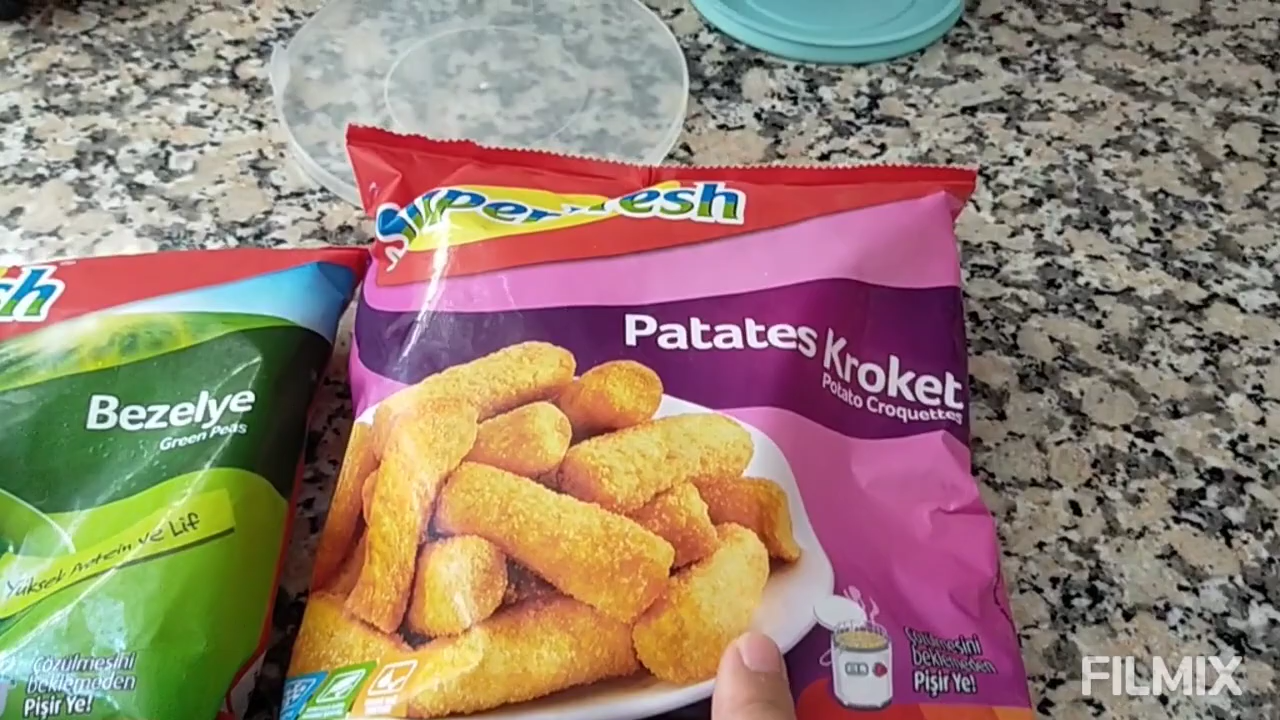 SuperFresh
Patates Kroket
Potato Croquettes
Çözülmesini
beklemeden
Pişir Ye!
sh
Bezelye
Green Peas
Yüksek Protein ve Lif
Çözülmesini
beklemeden
Pişir Ye!
FILMIX